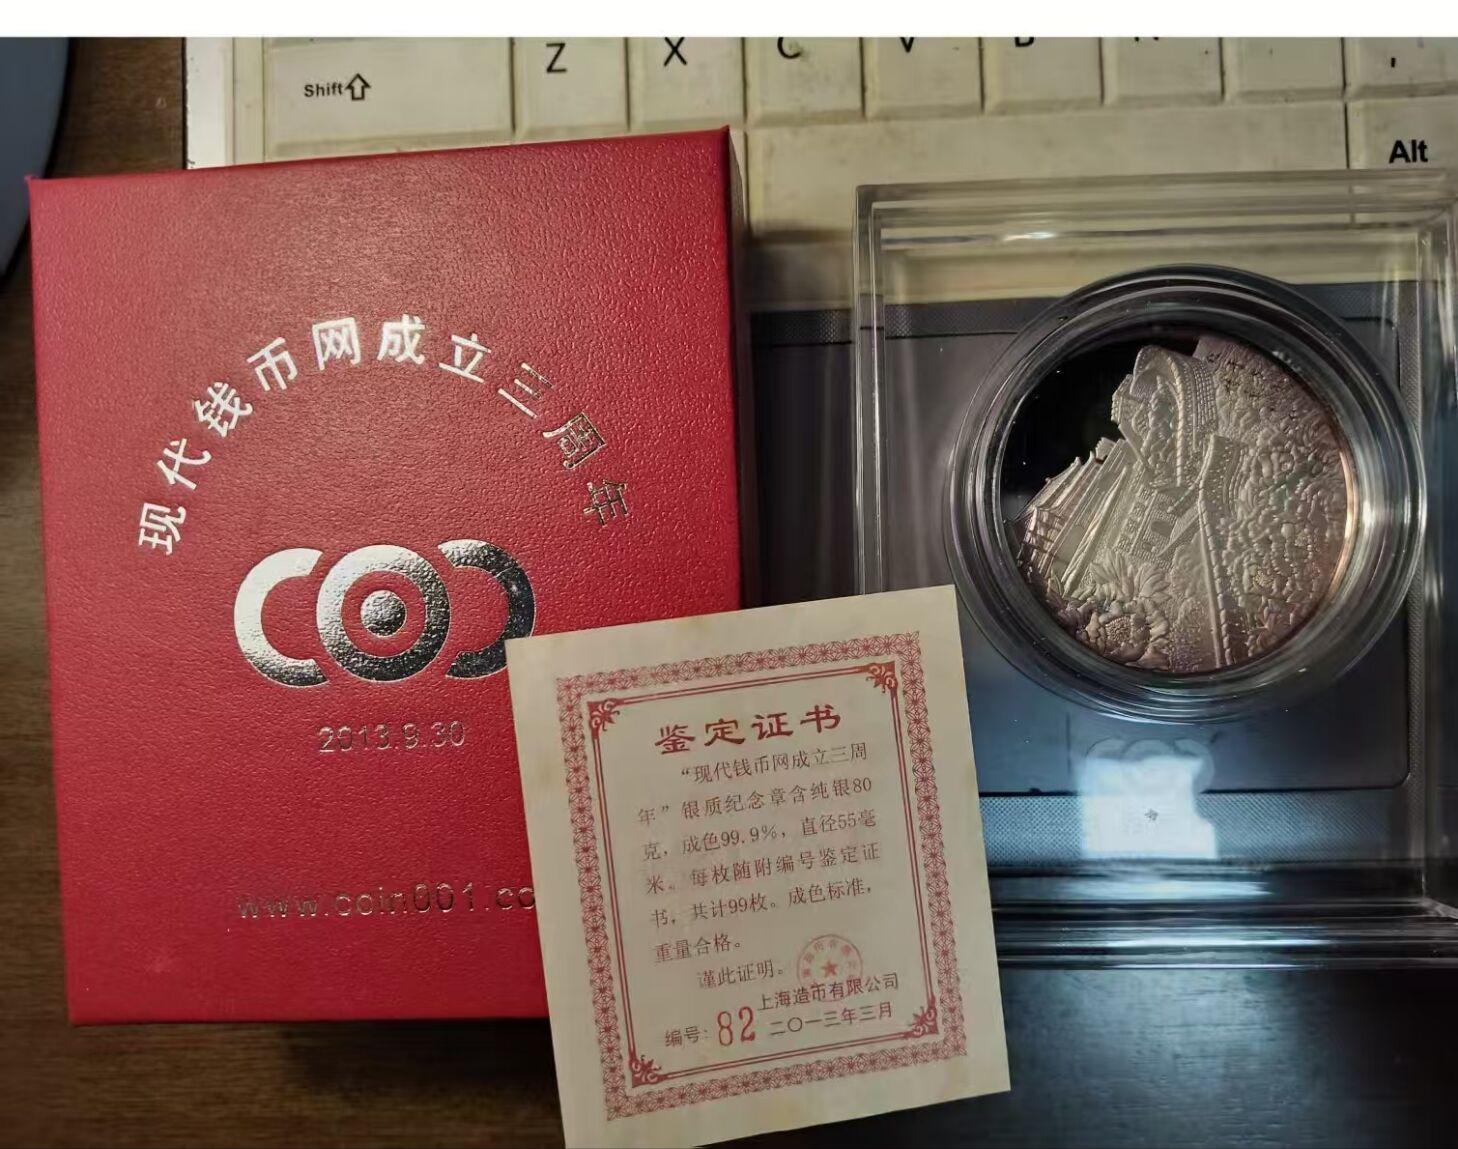 Shift
Z
X
C
V
Alt
现代钱币网成立三周年
2013.9.30
www.coin001.co
鉴定证书
“现代钱币网成立三周
年”银质纪念章含纯银80
克，成色99.9%，直径55毫
米。每枚随附编号鉴定证
书，共计99枚。成色标准，
重量合格。
谨此证明。
上海造币有限公司
编号：82 二〇一三年三月